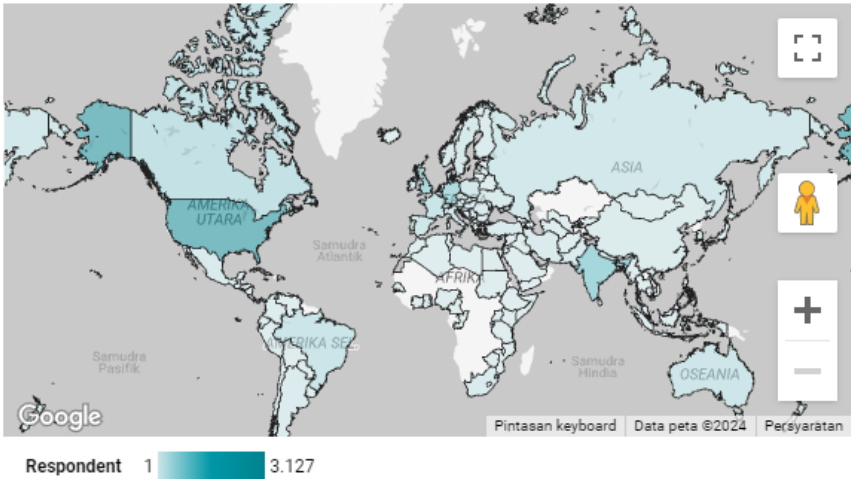 ASIA
AMERIKA
UTARA
Samudra
Atlantik
AFRIKA
AMERIKA SEL
Samudra
Pasifik
Samudra
Hindia
OSEANIA
Google
Pintasan keyboard
Data peta ©2024
Persyaratan
Respondent 1 3.127